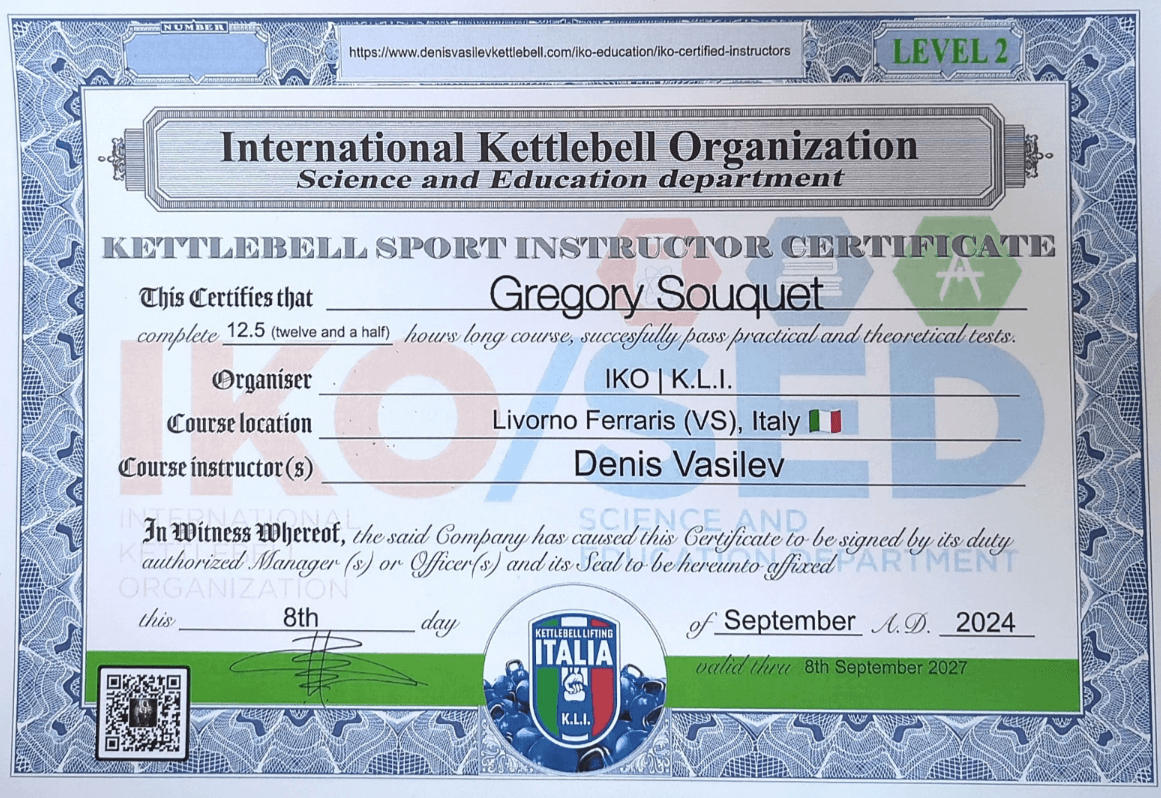 NUMBER
https://www.denisvasilevkettlebell.com/iko-education/iko-certified-instructors
LEVEL 2
International Kettlebell Organization
Science and Education department
KETTLEBELL SPORT INSTRUCTOR CERTIFICATE
This Certifies that Gregory Souquet
complete 12.5 (twelve and a half) hours long course, succesfully pass practical and theoretical tests.
Organiser IKO | K.L.I.
Course location Livorno Ferraris (VS), Italy 🇮🇹
Course instructor(s) Denis Vasilev
IKO/SED
INTERNATIONAL
KETTLEBELL
ORGANIZATION
SCIENCE AND
EDUCATION DEPARTMENT
In Witness Whereof, the said Company has caused this Certificate to be signed by its duty
authorized Manager (s) or Officer(s) and its Seal to be hereunto affixed
this 8th day of September A.D. 2024
valid thru 8th September 2027
KETTLEBELL LIFTING
ITALIA
K.L.I.